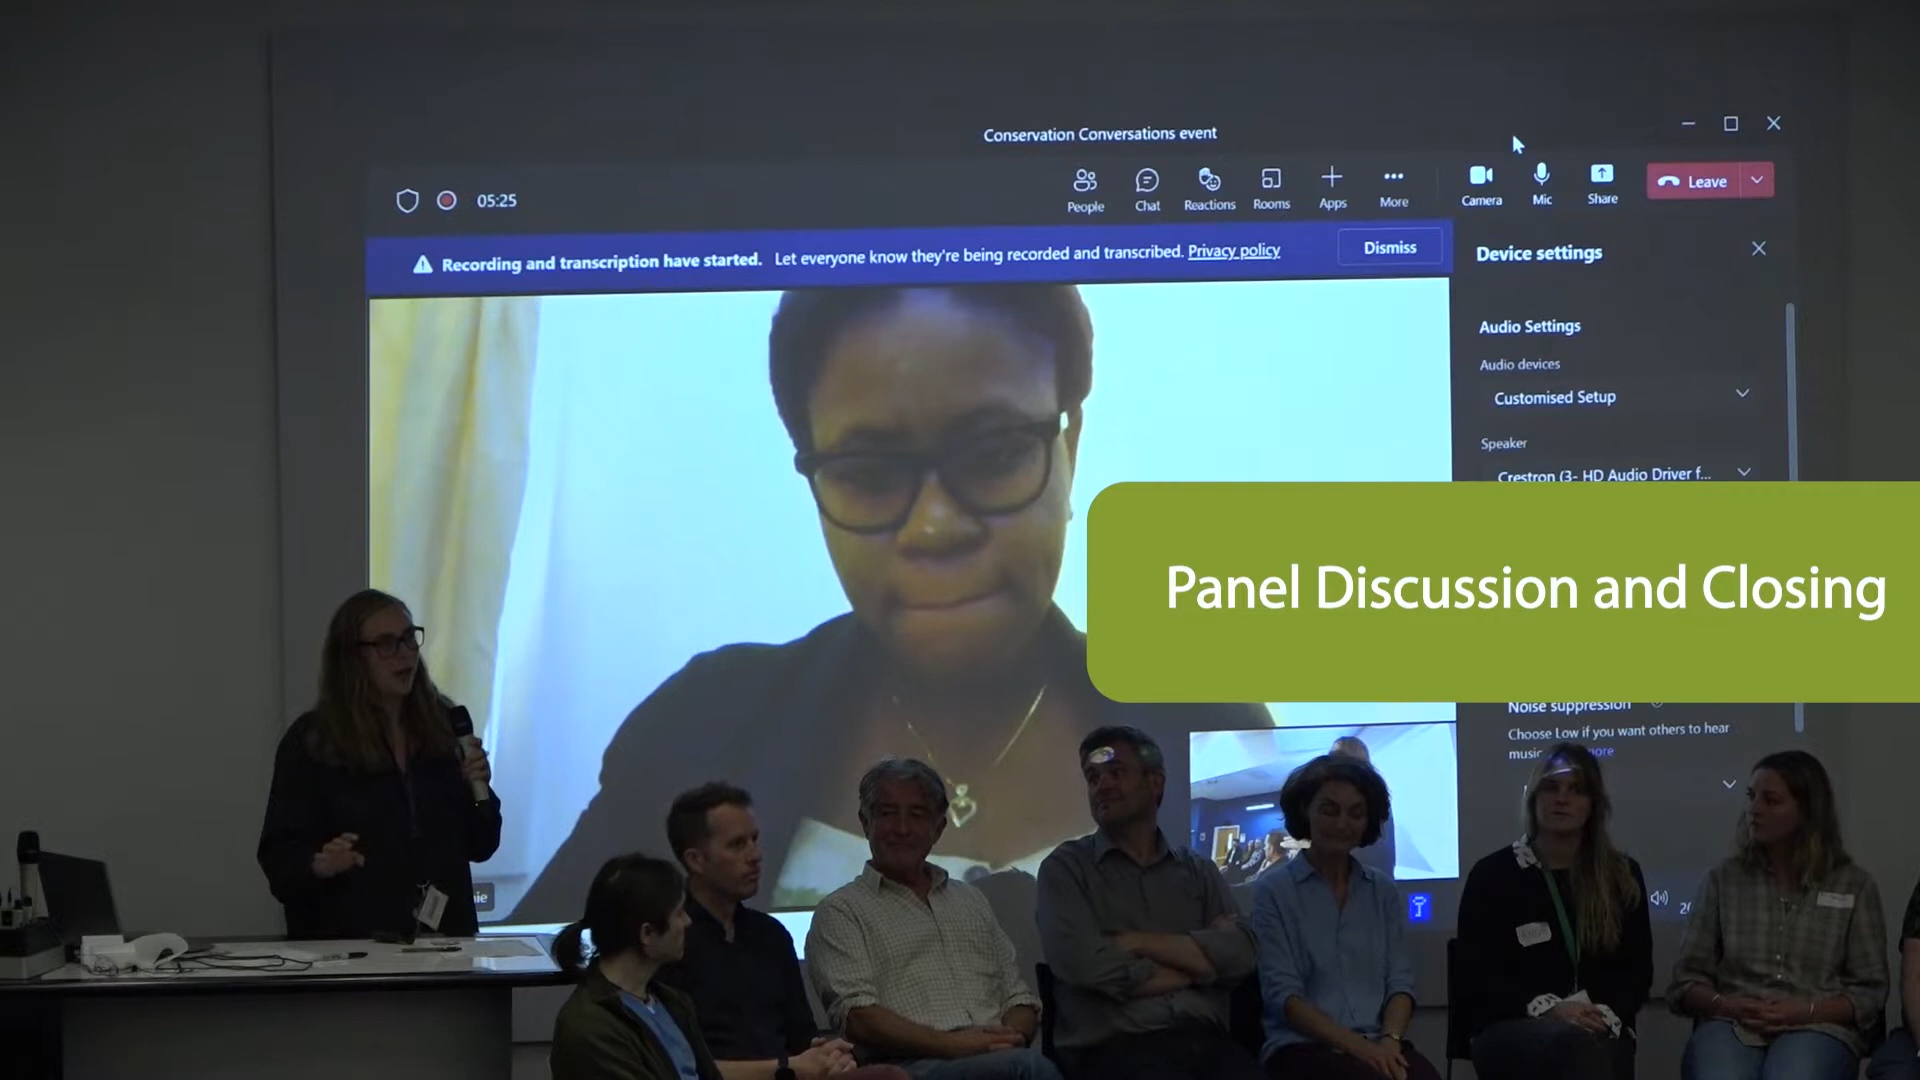 Conservation Conversations event
05:25
People
Chat
Reactions
Rooms
Apps
More
Camera
Mic
Share
Leave
Recording and transcription have started. Let everyone know they're being recorded and transcribed. Privacy policy
Dismiss
Device settings
Audio Settings
Audio devices
Customised Setup
Speaker
Crestron (3- HD Audio Driver f...
Panel Discussion and Closing
Noise suppression
Choose Low if you want others to hear
music.